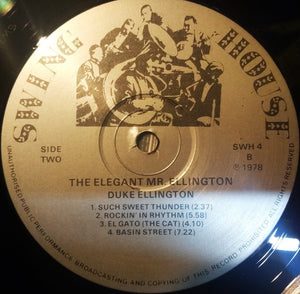 SWING HOUSE
SIDE
TWO
SWH 4
B
℗ 1978
THE ELEGANT MR. ELLINGTON
DUKE ELLINGTON
1. SUCH SWEET THUNDER (2.37)
2. ROCKIN' IN RHYTHM (5.58)
3. EL GATO (THE CAT) (4.10)
4. BASIN STREET (7.22)
UNAUTHORISED PUBLIC PERFORMANCE, BROADCASTING AND COPYING OF THIS RECORD PROHIBITED. ALL RIGHTS